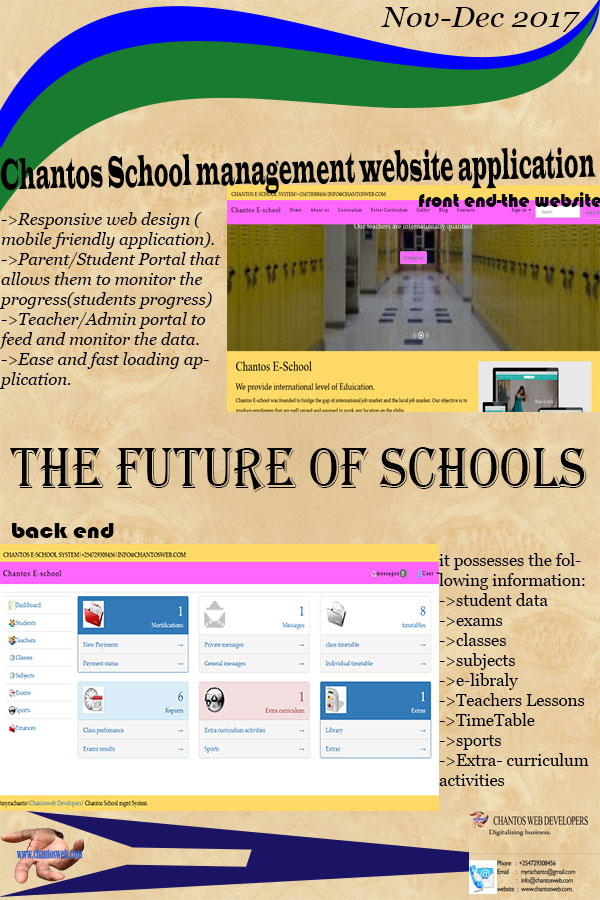 Nov-Dec 2017
Chantos School management website application
front end-the website
->Responsive web design (
mobile friendly application).
->Parent/Student Portal that
allows them to monitor the
progress(students progress)
->Teacher/Admin portal to
feed and monitor the data.
->Ease and fast loading ap-
plication.
CHANTOS E-SCHOOL SYSTEM|+254729308456|INFO@CHANTOSWEB.COM
Chantos E-school Home About us Curriculum Extra-Curriculum Galley Blog Contacts Sign in Search
Our teachers are internationally qualified
Contact us
Chantos E-School
We provide international level of Eduication.
Chantos E-school was founded to bridge the gap of international job market and the local job market. Our objective is to
produce employees that are well versed and equiped to work any location on the globe
THE FUTURE OF SCHOOLS
back end
CHANTOS E-SCHOOL SYSTEM|+254729308456|INFO@CHANTOSWEB.COM
Chantos E-school messages 5 User
Dashboard
Students
Teachers
Classes
Subjects
Exams
Sports
Finances
1
Nortifications
New Payments →
Payment status →
1
Messages
Private messages →
General messages →
8
timetables
class timetable →
Individual timetable →
6
Reports
Class perfomance →
Exams results →
1
Extra curriculum
Extra curriculum activities →
Sports →
1
Extras
Library →
Extras →
myrachanto|Chantosweb Developers| Chantos School mgnt System
it possesses the fol-
lowing information:
->student data
->exams
->classes
->subjects
->e-libraly
->Teachers Lessons
->TimeTable
->sports
->Extra- curriculum
activities
www.chantosweb.com
CHANTOS WEB DEVELOPERS
Digitalising business.
Phone : +254729308456
Email : myrachanto@gmail.com
: info@chantosweb.com
website : www.chantosweb.com.